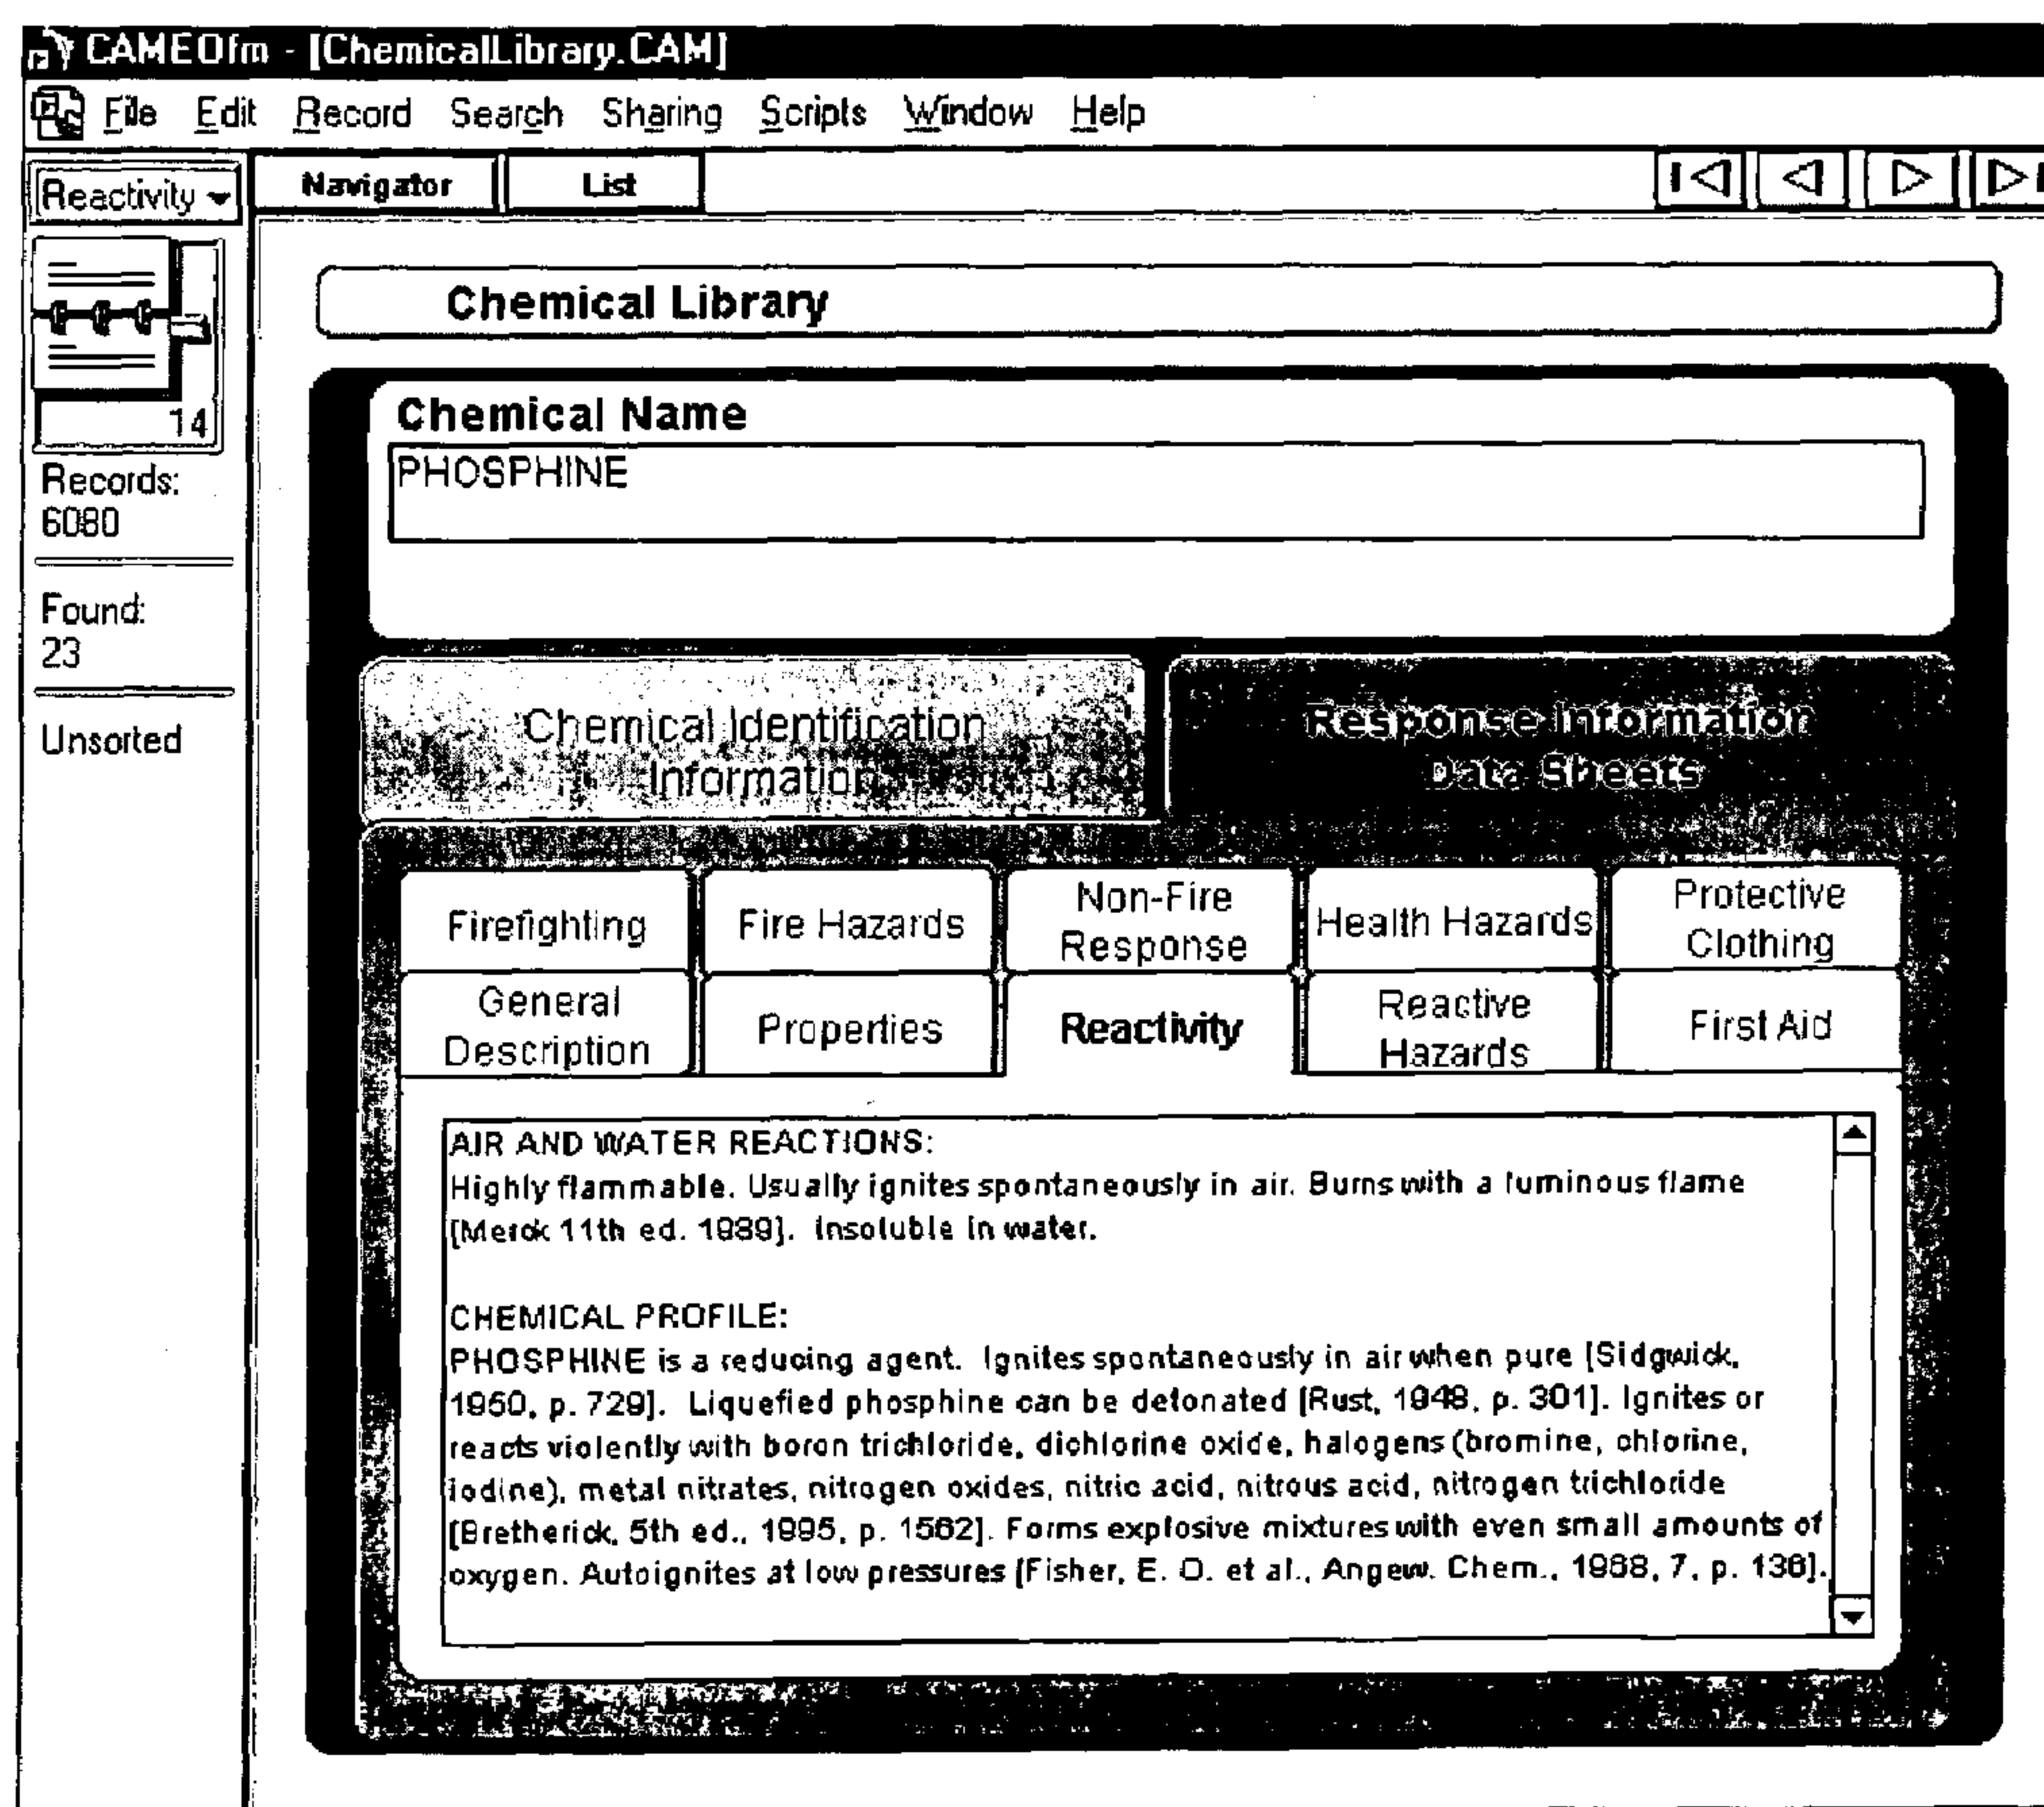 CAMEOfm - [ChemicalLibrary.CAM]
File Edit Record Search Sharing Scripts Window Help
Reactivity Navigator List
14
Records:
6080
Found:
23
Unsorted
Chemical Library
Chemical Name
PHOSPHINE
Chemical Identification
Information
Response Information
Data Sheets
Firefighting
Fire Hazards
Non-Fire
Response
Health Hazards
Protective
Clothing
General
Description
Properties
Reactivity
Reactive
Hazards
First Aid
AIR AND WATER REACTIONS:
Highly flammable. Usually ignites spontaneously in air. Burns with a luminous flame
[Merck 11th ed. 1989]. Insoluble in water.
CHEMICAL PROFILE:
PHOSPHINE is a reducing agent. Ignites spontaneously in air when pure [Sidgwick,
1950, p. 729]. Liquefied phosphine can be detonated [Rust, 1948, p. 301]. Ignites or
reacts violently with boron trichloride, dichlorine oxide, halogens (bromine, chlorine,
iodine), metal nitrates, nitrogen oxides, nitric acid, nitrous acid, nitrogen trichloride
[Bretherick, 5th ed., 1995, p. 1562]. Forms explosive mixtures with even small amounts of
oxygen. Autoignites at low pressures [Fisher, E. O. et al., Angew. Chem., 1968, 7, p. 136].